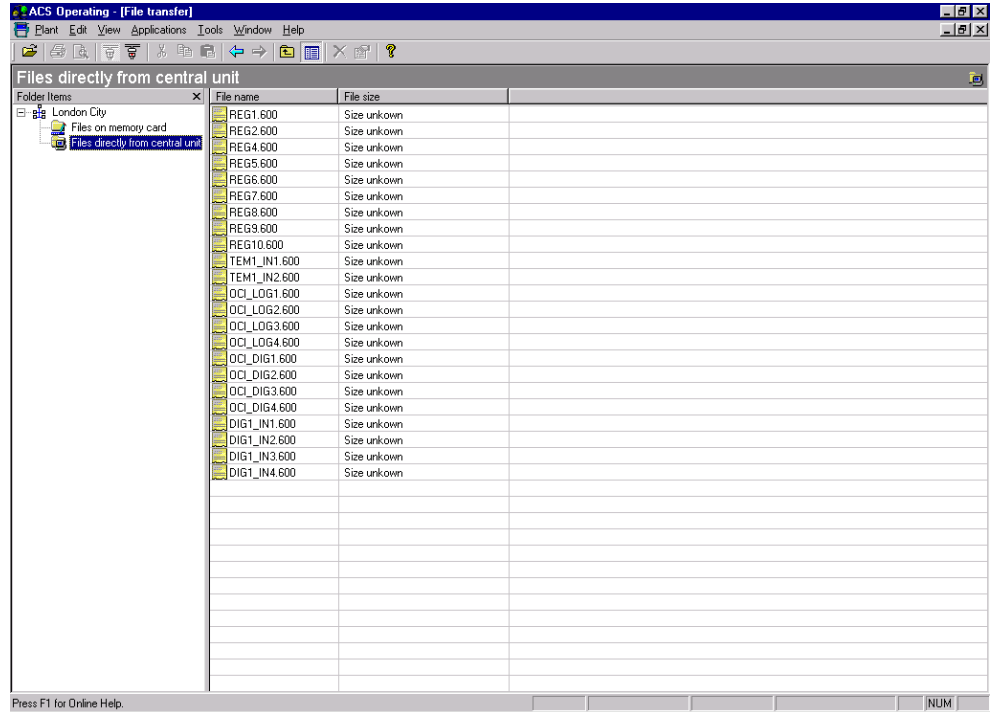 ACS Operating - [File transfer]
Plant Edit View Applications Tools Window Help
Files directly from central unit
Folder Items
London City
Files on memory card
Files directly from central unit
File name File size
REG1.600 Size unkown
REG2.600 Size unkown
REG4.600 Size unkown
REG5.600 Size unkown
REG6.600 Size unkown
REG7.600 Size unkown
REG8.600 Size unkown
REG9.600 Size unkown
REG10.600 Size unkown
TEM1_IN1.600 Size unkown
TEM1_IN2.600 Size unkown
OCI_LOG1.600 Size unkown
OCI_LOG2.600 Size unkown
OCI_LOG3.600 Size unkown
OCI_LOG4.600 Size unkown
OCI_DIG1.600 Size unkown
OCI_DIG2.600 Size unkown
OCI_DIG3.600 Size unkown
OCI_DIG4.600 Size unkown
DIG1_IN1.600 Size unkown
DIG1_IN2.600 Size unkown
DIG1_IN3.600 Size unkown
DIG1_IN4.600 Size unkown
Press F1 for Online Help. NUM